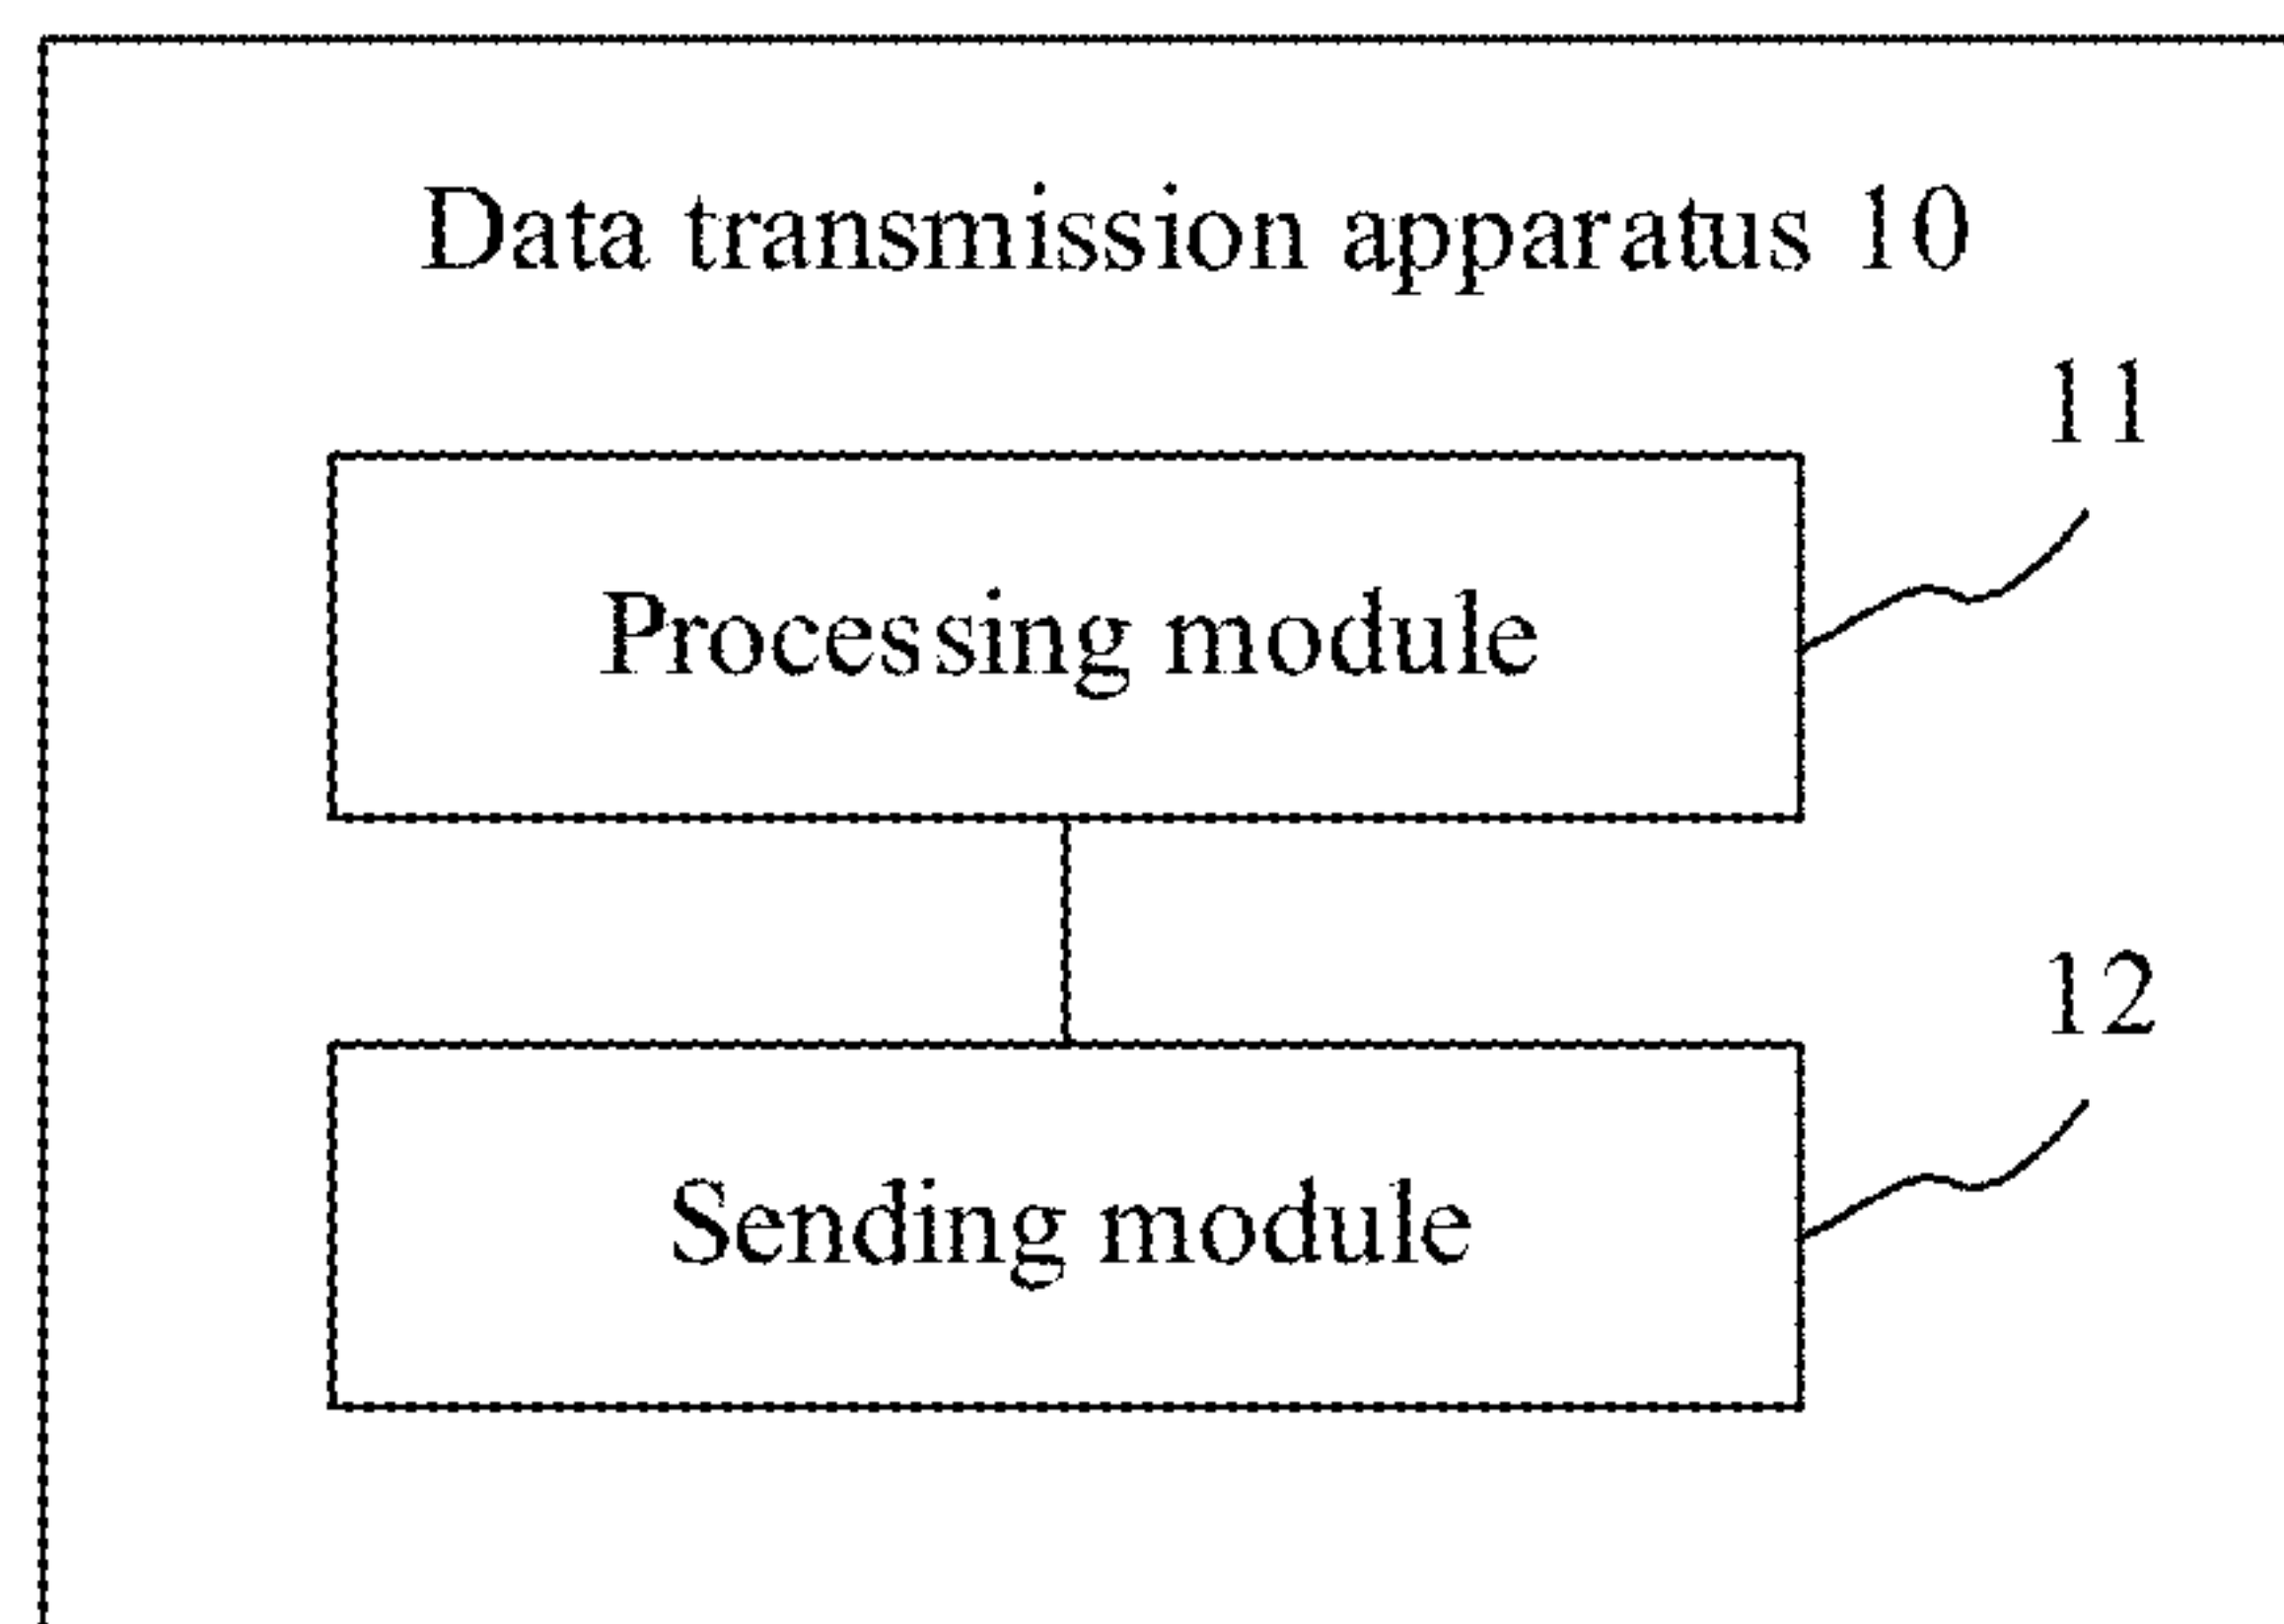 Data transmission apparatus 10
11
Processing module
12
Sending module